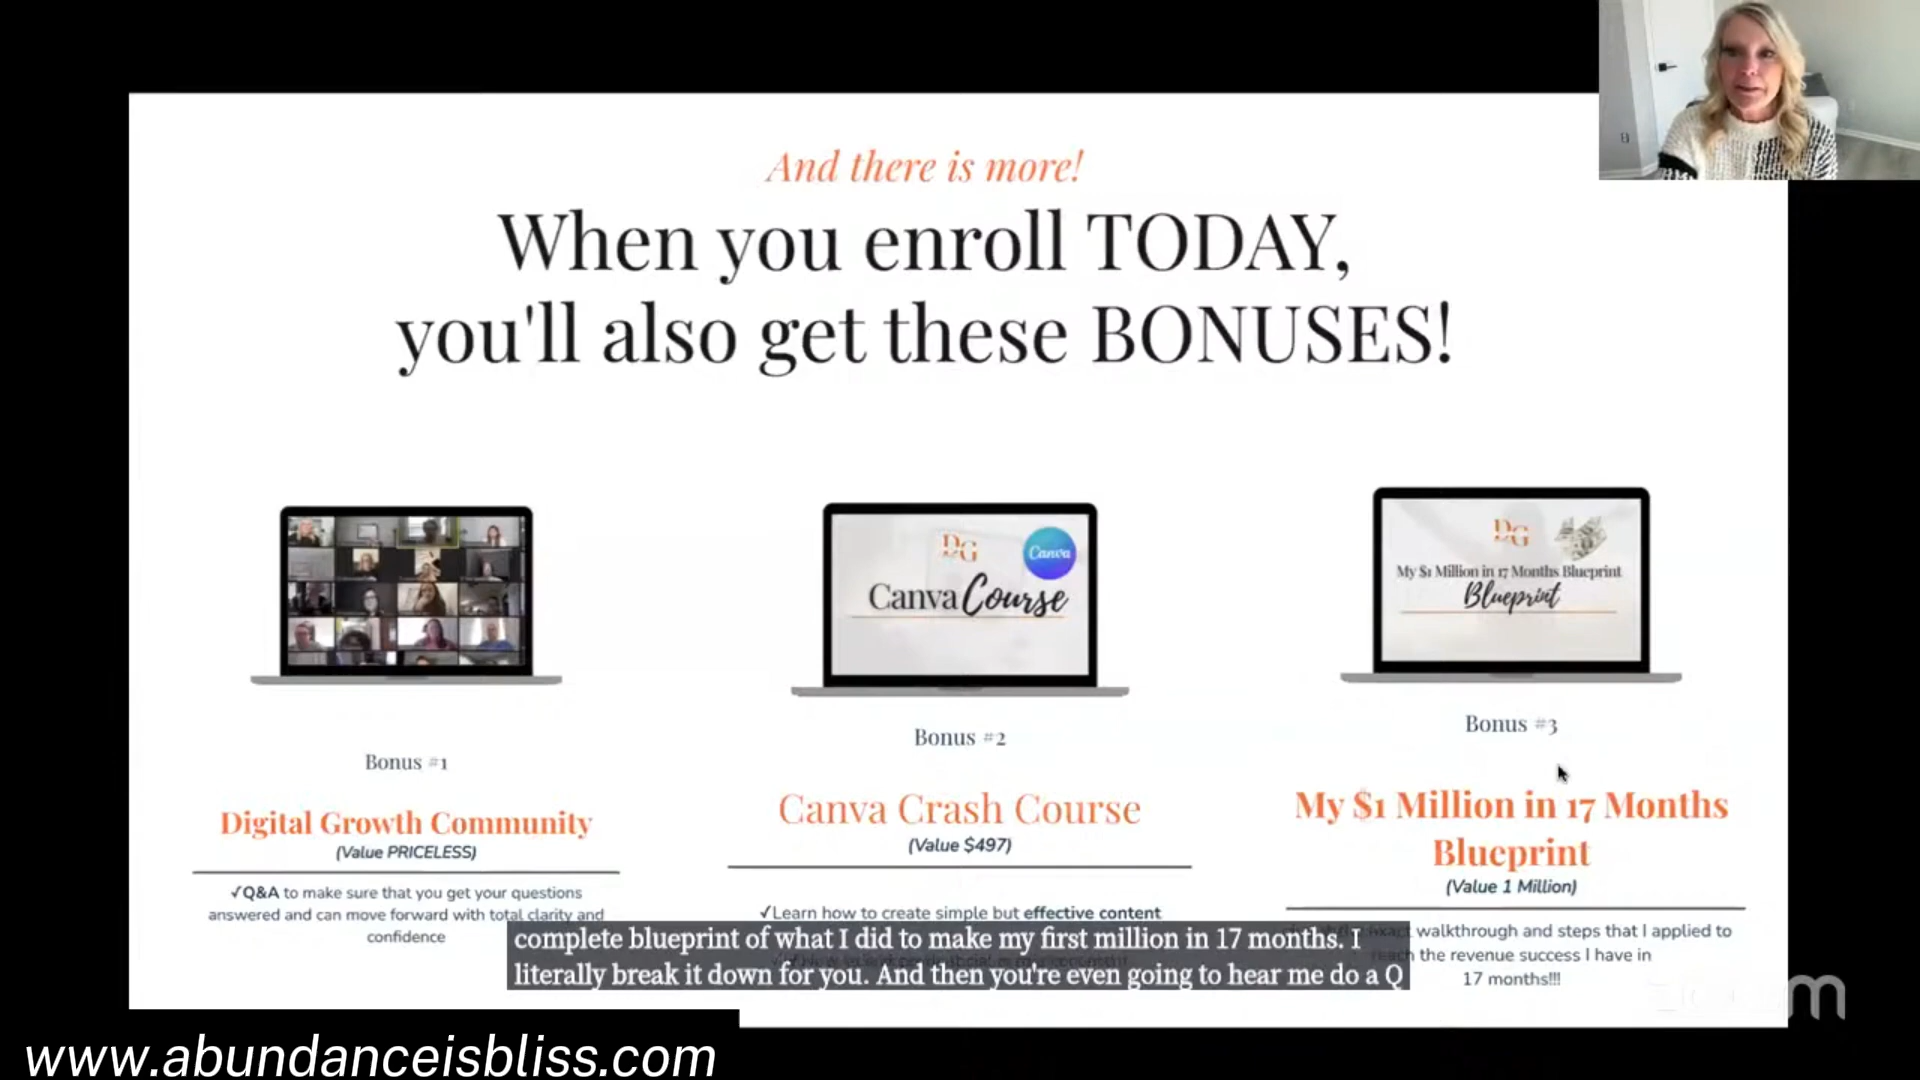 And there is more!
When you enroll TODAY,
you'll also get these BONUSES!
DG
Canva
Canva Course
DG
My $1 Million in 17 Months Blueprint
Blueprint
Bonus #1
Digital Growth Community
(Value PRICELESS)
✓Q&A to make sure that you get your questions
answered and can move forward with total clarity and
confidence
Bonus #2
Canva Crash Course
(Value $497)
✓Learn how to create simple but effective content
Bonus #3
My $1 Million in 17 Months
Blueprint
(Value 1 Million)
walkthrough and steps that I applied to
the revenue success I have in
17 months!!!
complete blueprint of what I did to make my first million in 17 months. I
literally break it down for you. And then you're even going to hear me do a Q
www.abundanceisbliss.com